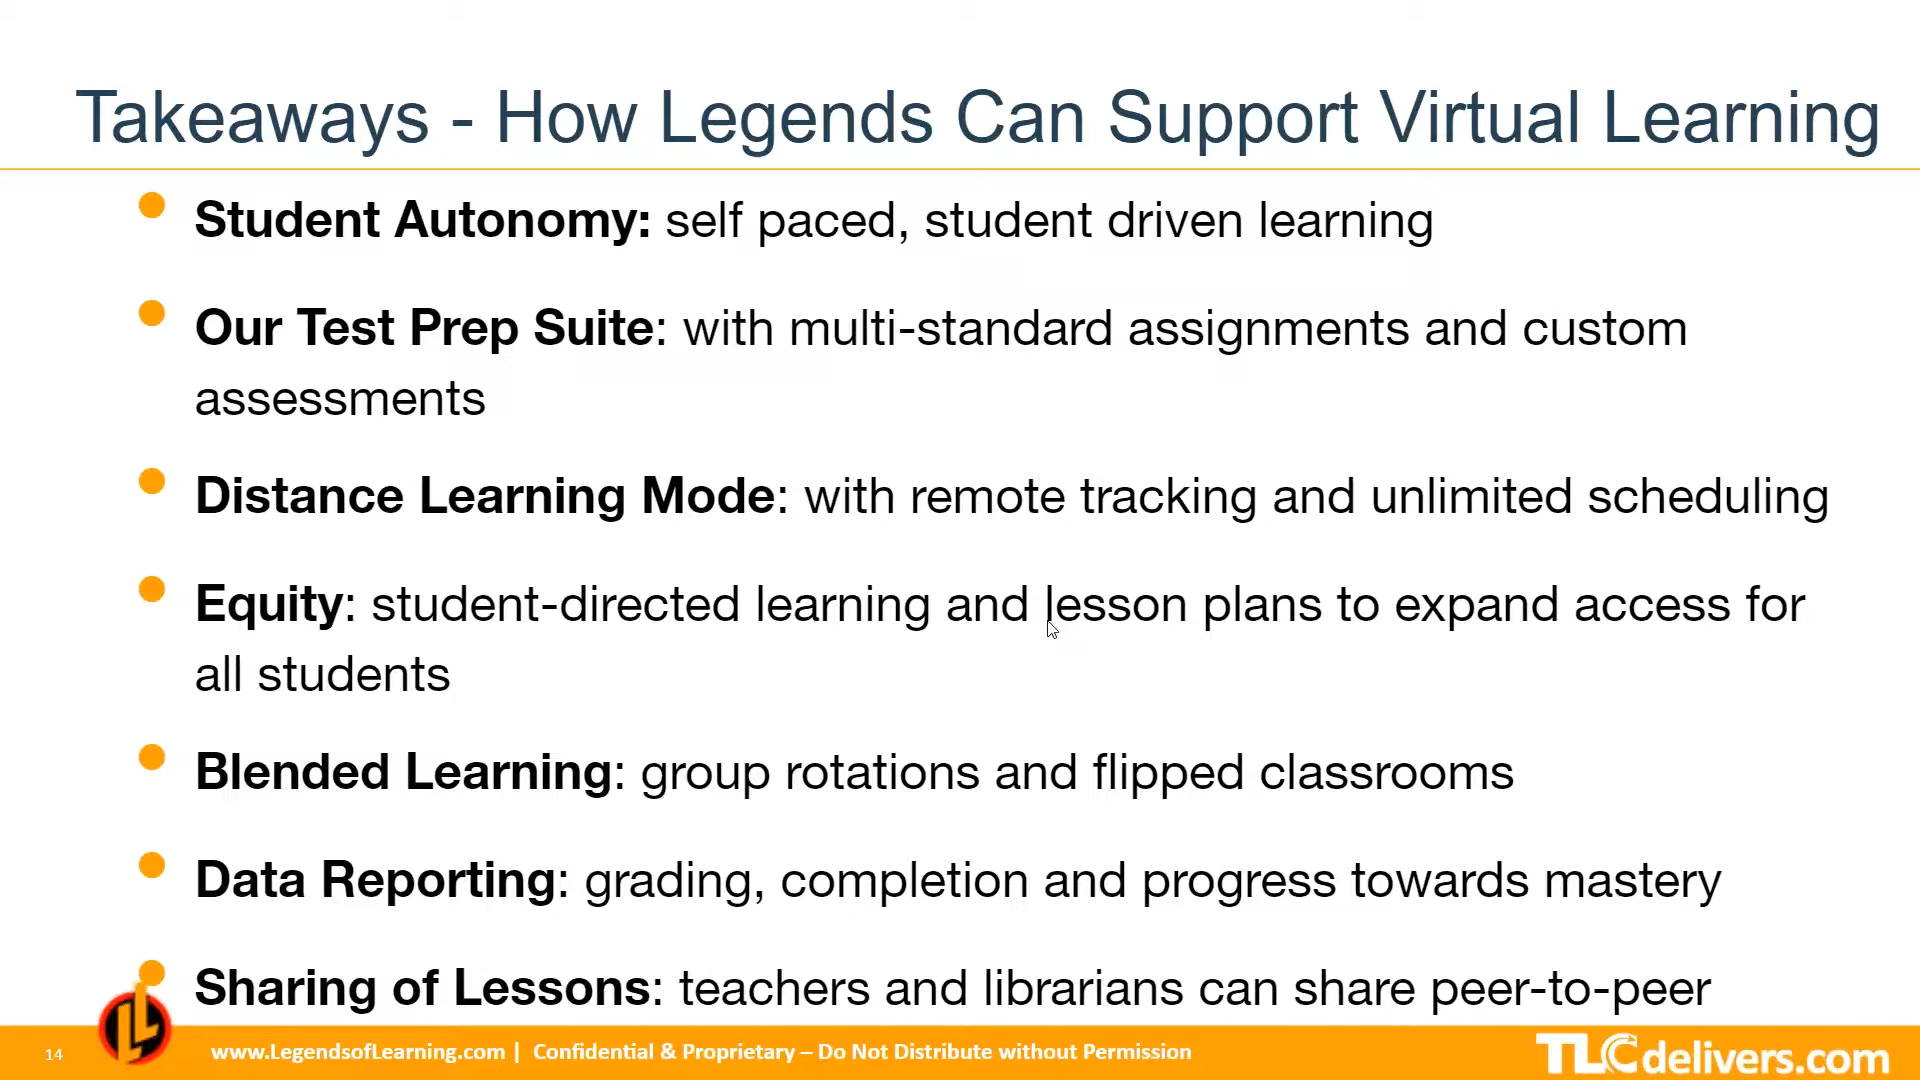 Takeaways - How Legends Can Support Virtual Learning
Student Autonomy: self paced, student driven learning
Our Test Prep Suite: with multi-standard assignments and custom
assessments
Distance Learning Mode: with remote tracking and unlimited scheduling
Equity: student-directed learning and lesson plans to expand access for
all students
Blended Learning: group rotations and flipped classrooms
Data Reporting: grading, completion and progress towards mastery
Sharing of Lessons: teachers and librarians can share peer-to-peer
14
LL
www.LegendsofLearning.com | Confidential & Proprietary – Do Not Distribute without Permission
TLCdelivers.com